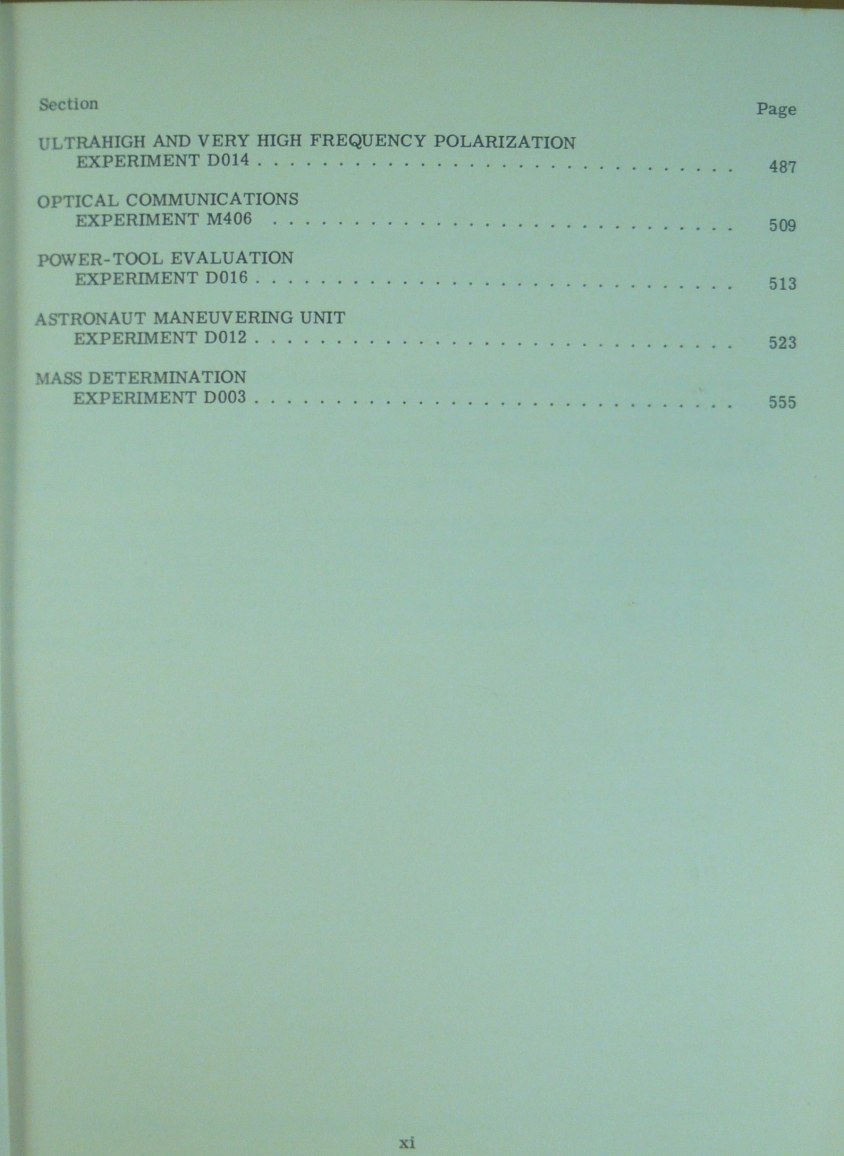 Section Page
ULTRAHIGH AND VERY HIGH FREQUENCY POLARIZATION
EXPERIMENT D014 . . . . . . . . . . . . . . . . . . . . . . . . . . . . . . 487
OPTICAL COMMUNICATIONS
EXPERIMENT M406 . . . . . . . . . . . . . . . . . . . . . . . . . . . . . 509
POWER-TOOL EVALUATION
EXPERIMENT D016 . . . . . . . . . . . . . . . . . . . . . . . . . . . . . . 513
ASTRONAUT MANEUVERING UNIT
EXPERIMENT D012 . . . . . . . . . . . . . . . . . . . . . . . . . . . . . . 523
MASS DETERMINATION
EXPERIMENT D003 . . . . . . . . . . . . . . . . . . . . . . . . . . . . . . 555
xi